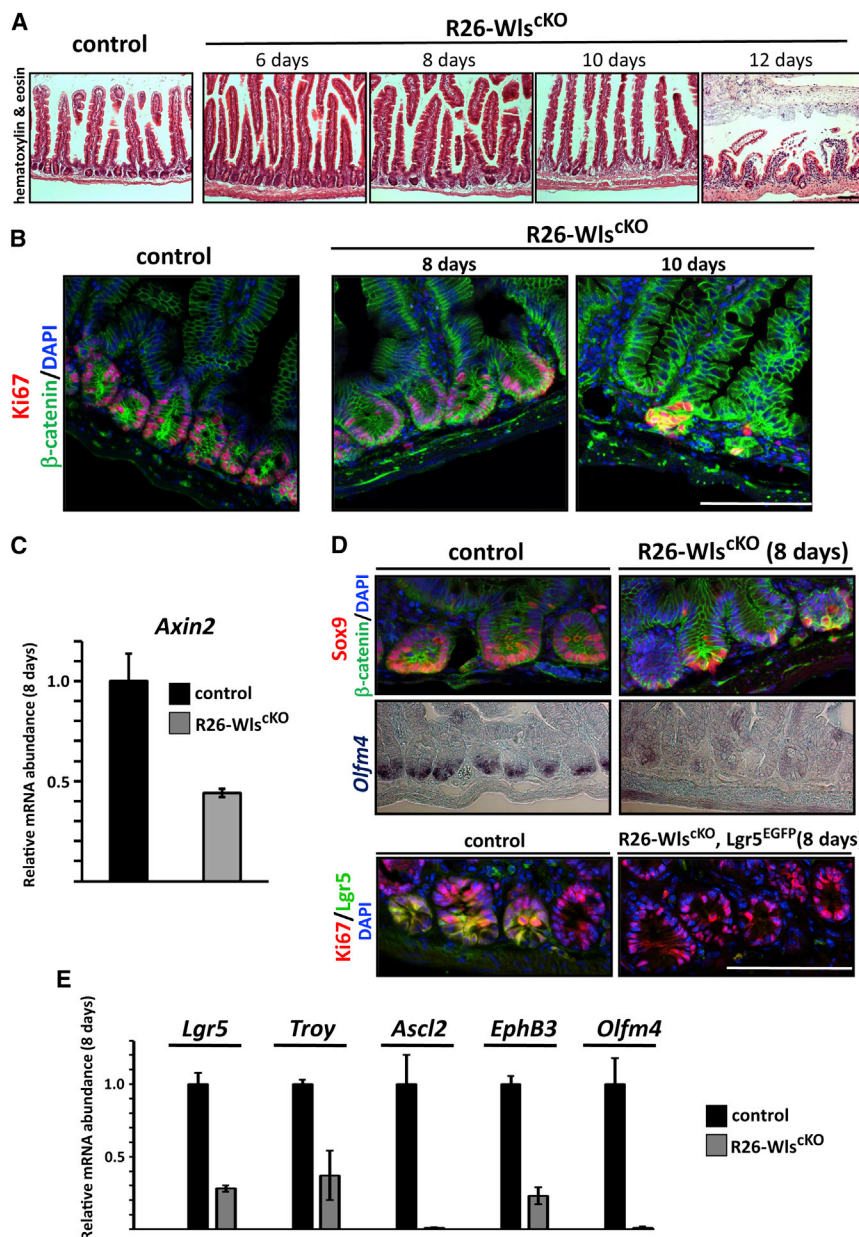 A
control
R26-Wls^cKO
6 days
8 days
10 days
12 days
hematoxylin & eosin
B
control
R26-Wls^cKO
8 days
10 days
Ki67
β-catenin/DAPI
C
Axin2
Relative mRNA abundance (8 days)
1.0
0.5
control
R26-Wls^cKO
D
control
R26-Wls^cKO (8 days)
Sox9
β-catenin/DAPI
Olfm4
control
R26-Wls^cKO, Lgr5^EGFP(8 days
Ki67/Lgr5
DAPI
E
Relative mRNA abundance (8 days)
Lgr5
Troy
Ascl2
EphB3
Olfm4
1.0
0.5
control
R26-Wls^cKO